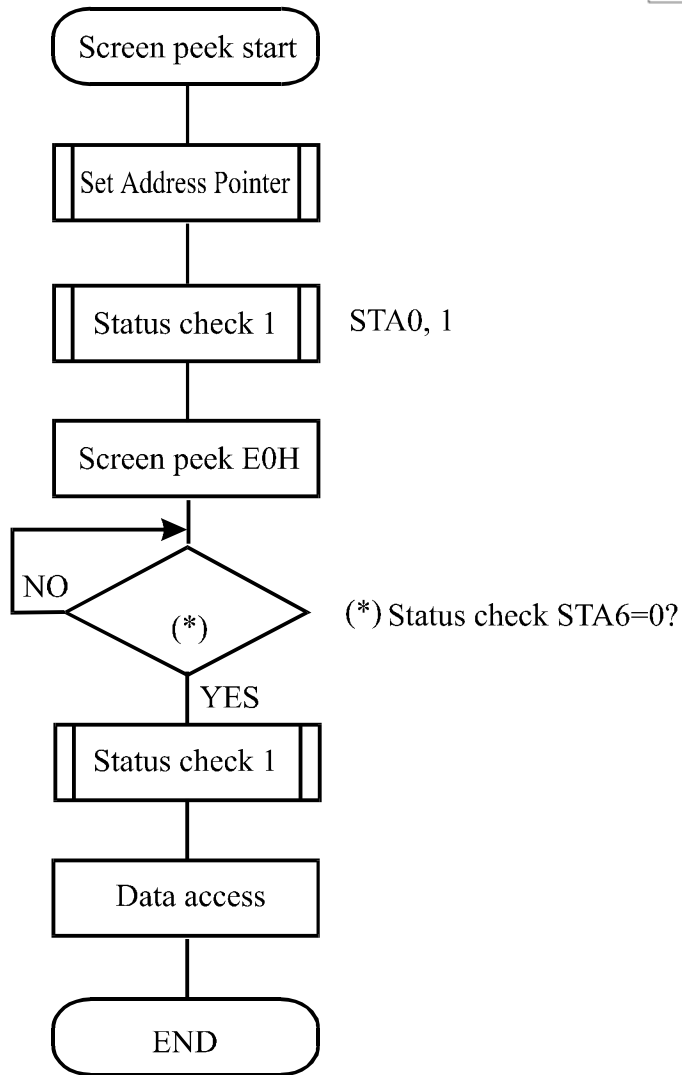 Screen peek start
Set Address Pointer
Status check 1
STA0, 1
Screen peek E0H
NO
(*)
(*) Status check STA6=0?
YES
Status check 1
Data access
END